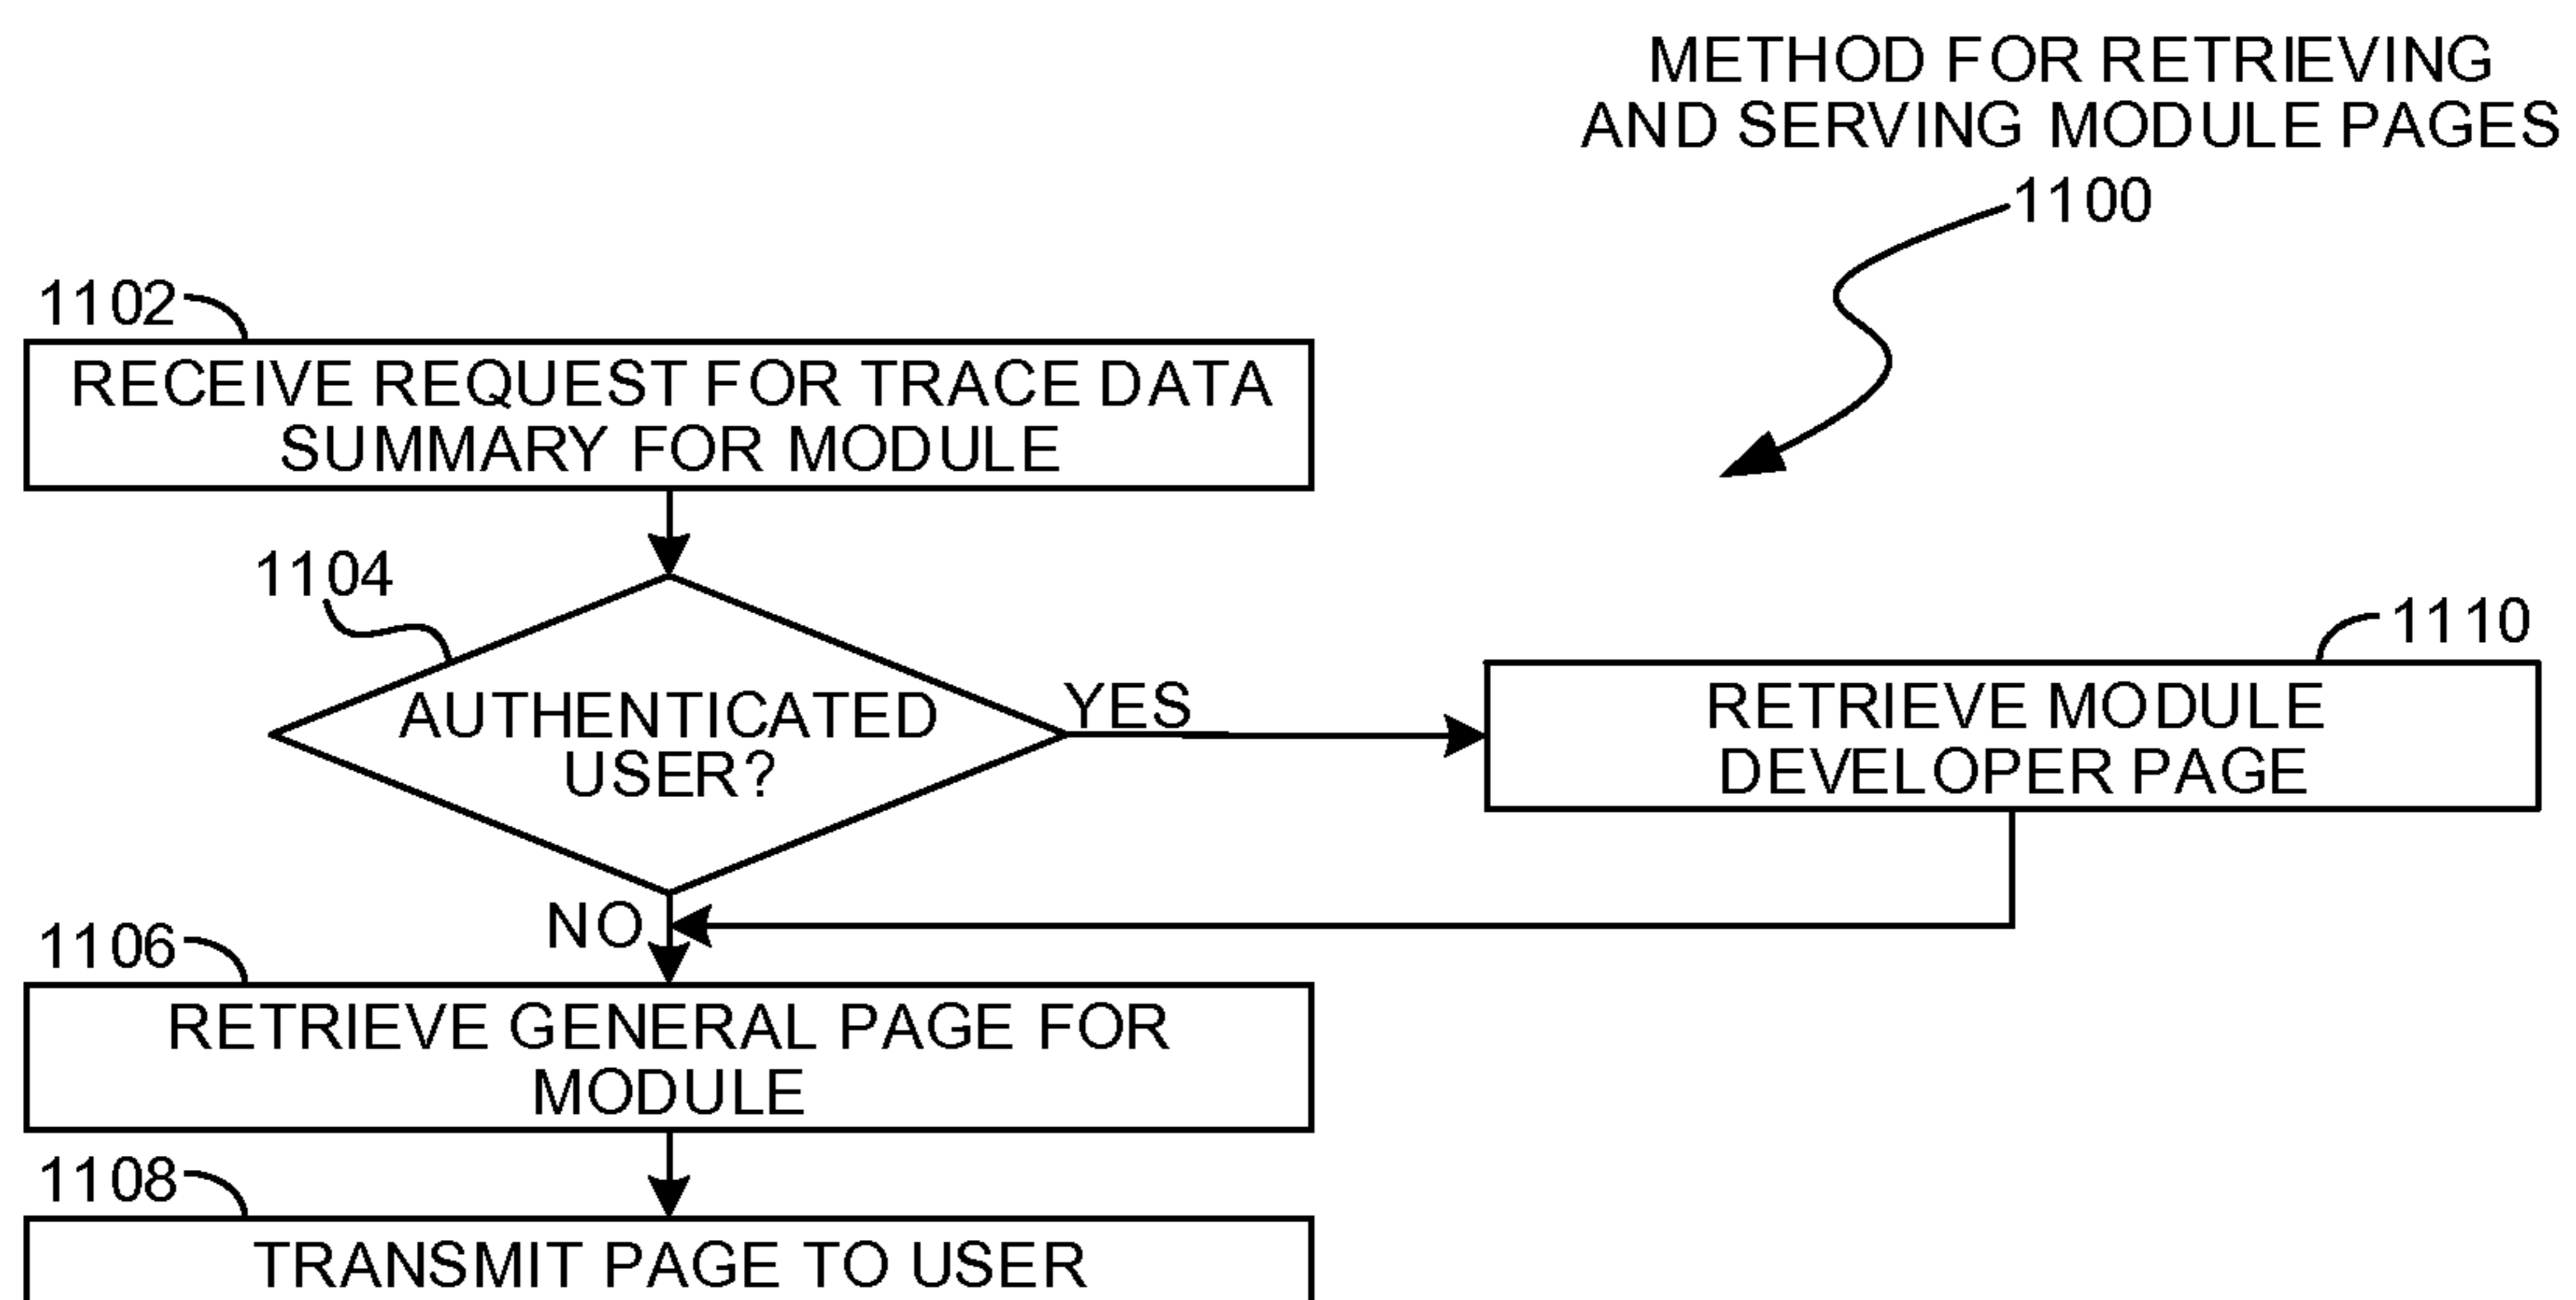 METHOD FOR RETRIEVING
AND SERVING MODULE PAGES
1100
1102
RECEIVE REQUEST FOR TRACE DATA
SUMMARY FOR MODULE
1104
AUTHENTICATED
USER?
YES
1110
RETRIEVE MODULE
DEVELOPER PAGE
NO
1106
RETRIEVE GENERAL PAGE FOR
MODULE
1108
TRANSMIT PAGE TO USER